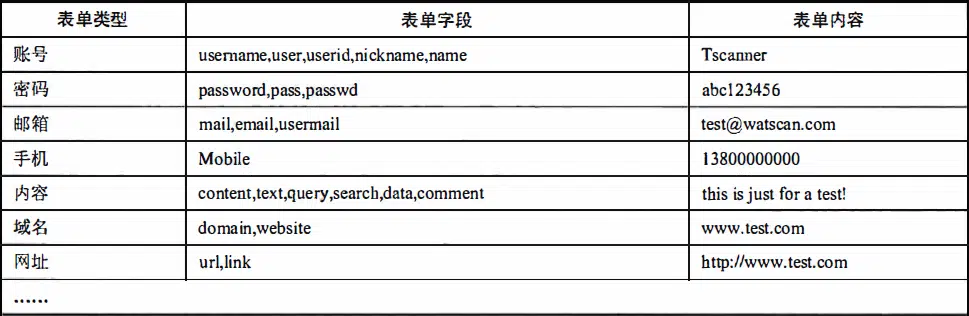 表单类型 表单字段 表单内容
账号 username,user,userid,nickname,name Tscanner
密码 password,pass,passwd abc123456
邮箱 mail,email,usermail test@watscan.com
手机 Mobile 13800000000
内容 content,text,query,search,data,comment this is just for a test!
域名 domain,website www.test.com
网址 url,link http://www.test.com
……